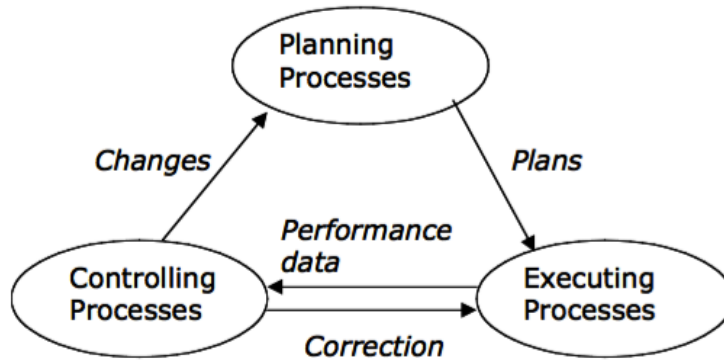 Planning
Processes
Changes
Plans
Performance
data
Controlling
Processes
Executing
Processes
Correction